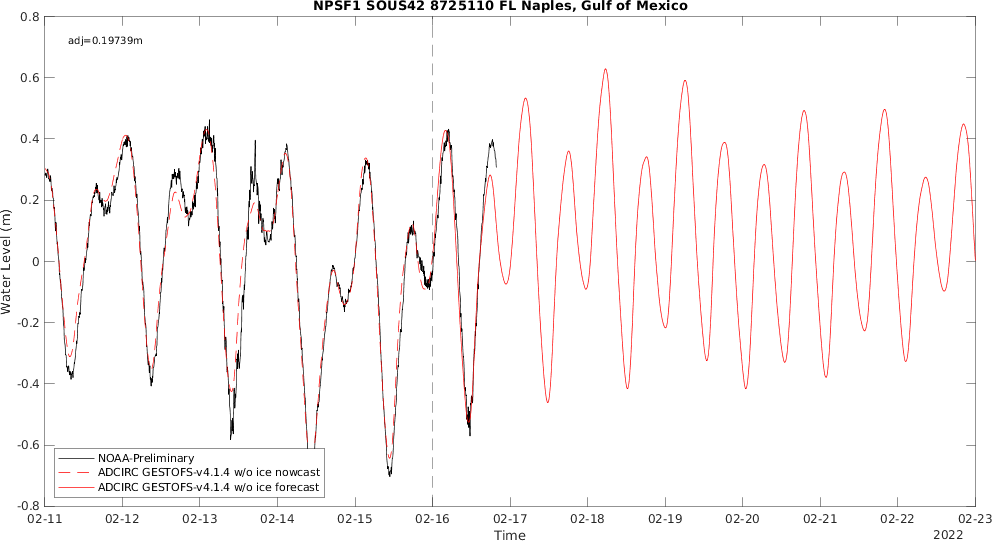 NPSF1 SOUS42 8725110 FL Naples, Gulf of Mexico
adj=0.19739m
0.8
0.6
0.4
0.2
0
-0.2
-0.4
-0.6
-0.8
Water Level (m)
NOAA-Preliminary
ADCIRC GESTOFS-v4.1.4 w/o ice nowcast
ADCIRC GESTOFS-v4.1.4 w/o ice forecast
02-11 02-12 02-13 02-14 02-15 02-16 02-17 02-18 02-19 02-20 02-21 02-22 02-23
Time
2022